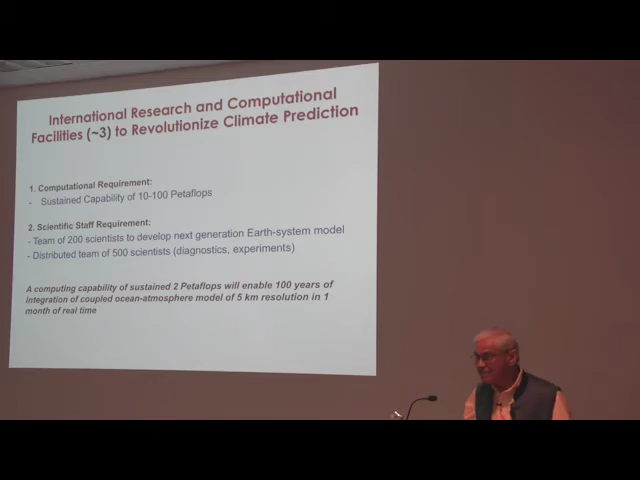 International Research and Computational
Facilities (~3) to Revolutionize Climate Prediction
1. Computational Requirement:
- Sustained Capability of 10-100 Petaflops
2. Scientific Staff Requirement:
- Team of 200 scientists to develop next generation Earth-system model
- Distributed team of 500 scientists (diagnostics, experiments)
A computing capability of sustained 2 Petaflops will enable 100 years of
integration of coupled ocean-atmosphere model of 5 km resolution in 1
month of real time